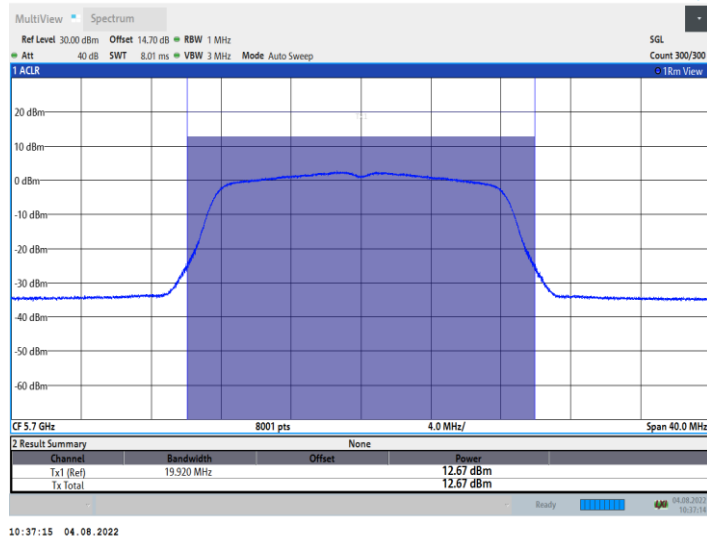 MultiView Spectrum
Ref Level 30.00 dBm Offset 14.70 dB RBW 1 MHz SGL
Att 40 dB SWT 8.01 ms VBW 3 MHz Mode Auto Sweep Count 300/300
1 ACLR 1Rm View
20 dBm
10 dBm
0 dBm
-10 dBm
-20 dBm
-30 dBm
-40 dBm
-50 dBm
-60 dBm
CF 5.7 GHz 8001 pts 4.0 MHz/ Span 40.0 MHz
2 Result Summary None
Channel Bandwidth Offset Power
Tx1 (Ref) 19.920 MHz 12.67 dBm
Tx Total 12.67 dBm
Ready 04.08.2022
10:37:14
10:37:15 04.08.2022